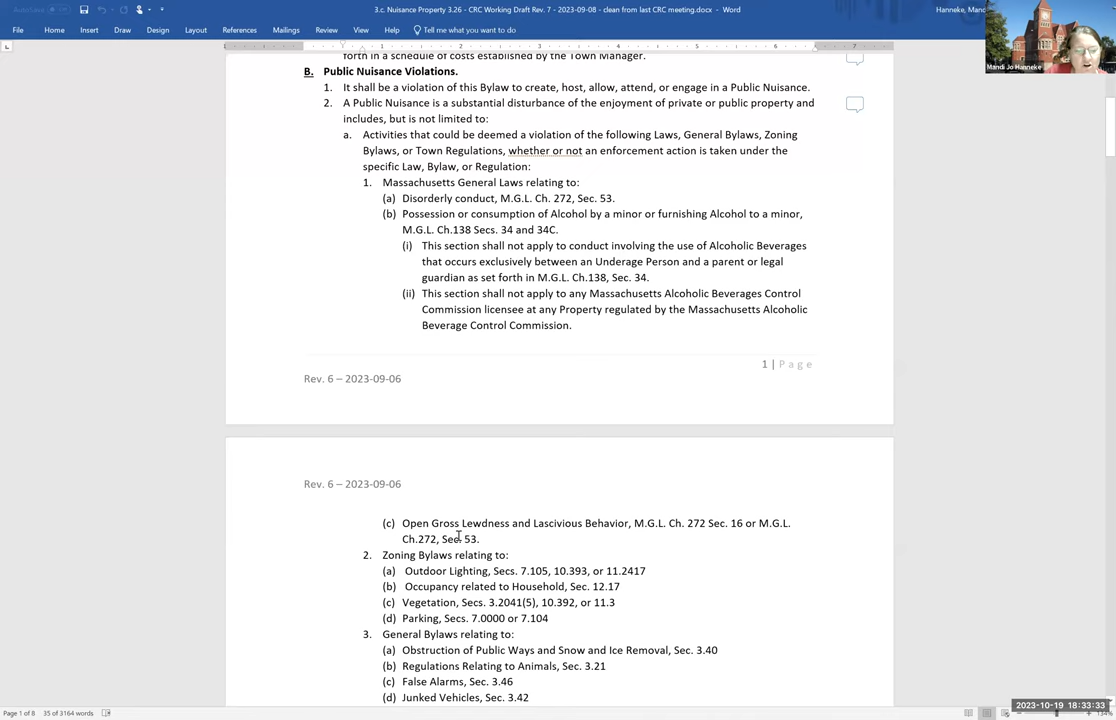 3.c. Nuisance Property 3.26 - CRC Working Draft Rev. 7 - 2023-09-08 - clean from last CRC meeting.docx - Word
Hanneke, Mand
File Home Insert Draw Design Layout References Mailings Review View Help Tell me what you want to do
Mandi Jo Hanneke
forth in a schedule of costs established by the Town Manager.
B. Public Nuisance Violations.
1. It shall be a violation of this Bylaw to create, host, allow, attend, or engage in a Public Nuisance.
2. A Public Nuisance is a substantial disturbance of the enjoyment of private or public property and
includes, but is not limited to:
a. Activities that could be deemed a violation of the following Laws, General Bylaws, Zoning
Bylaws, or Town Regulations, whether or not an enforcement action is taken under the
specific Law, Bylaw, or Regulation:
1. Massachusetts General Laws relating to:
(a) Disorderly conduct, M.G.L. Ch. 272, Sec. 53.
(b) Possession or consumption of Alcohol by a minor or furnishing Alcohol to a minor,
M.G.L. Ch.138 Secs. 34 and 34C.
(i) This section shall not apply to conduct involving the use of Alcoholic Beverages
that occurs exclusively between an Underage Person and a parent or legal
guardian as set forth in M.G.L. Ch.138, Sec. 34.
(ii) This section shall not apply to any Massachusetts Alcoholic Beverages Control
Commission licensee at any Property regulated by the Massachusetts Alcoholic
Beverage Control Commission.
1 | Page
Rev. 6 – 2023-09-06
Rev. 6 – 2023-09-06
(c) Open Gross Lewdness and Lascivious Behavior, M.G.L. Ch. 272 Sec. 16 or M.G.L.
Ch.272, Sec. 53.
2. Zoning Bylaws relating to:
(a) Outdoor Lighting, Secs. 7.105, 10.393, or 11.2417
(b) Occupancy related to Household, Sec. 12.17
(c) Vegetation, Secs. 3.2041(5), 10.392, or 11.3
(d) Parking, Secs. 7.0000 or 7.104
3. General Bylaws relating to:
(a) Obstruction of Public Ways and Snow and Ice Removal, Sec. 3.40
(b) Regulations Relating to Animals, Sec. 3.21
(c) False Alarms, Sec. 3.46
(d) Junked Vehicles, Sec. 3.42
2023-10-19 18:33:33
Page 1 of 8 35 of 3164 words